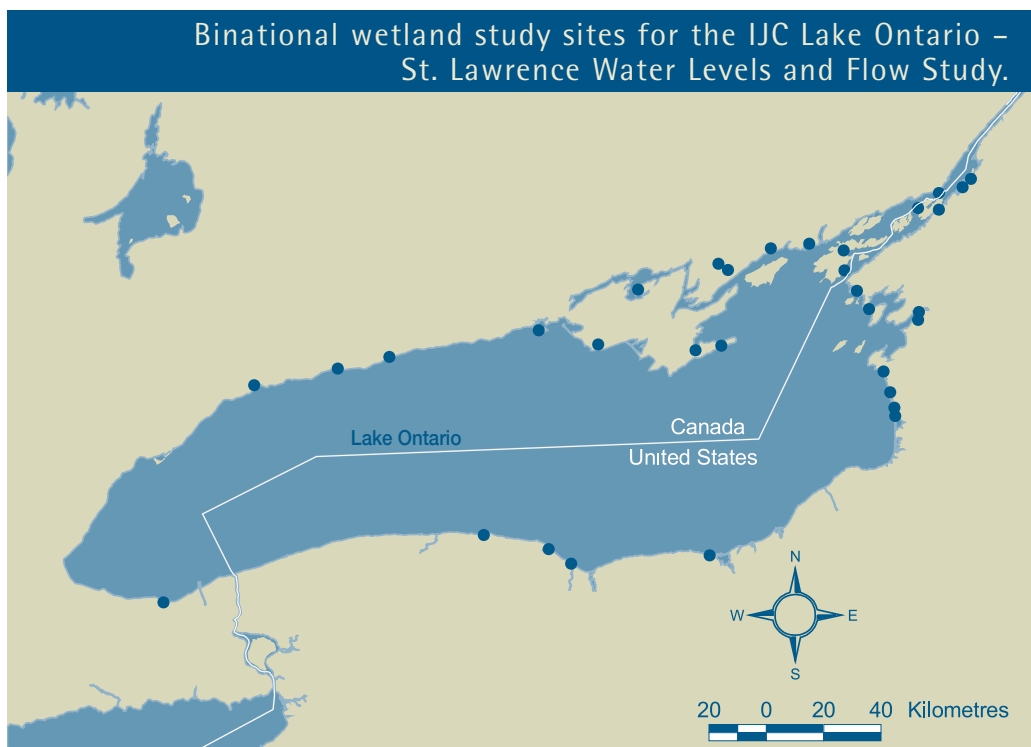 Binational wetland study sites for the IJC Lake Ontario –
St. Lawrence Water Levels and Flow Study.
Canada
Lake Ontario
United States
N
W E
S
20 0 20 40 Kilometres